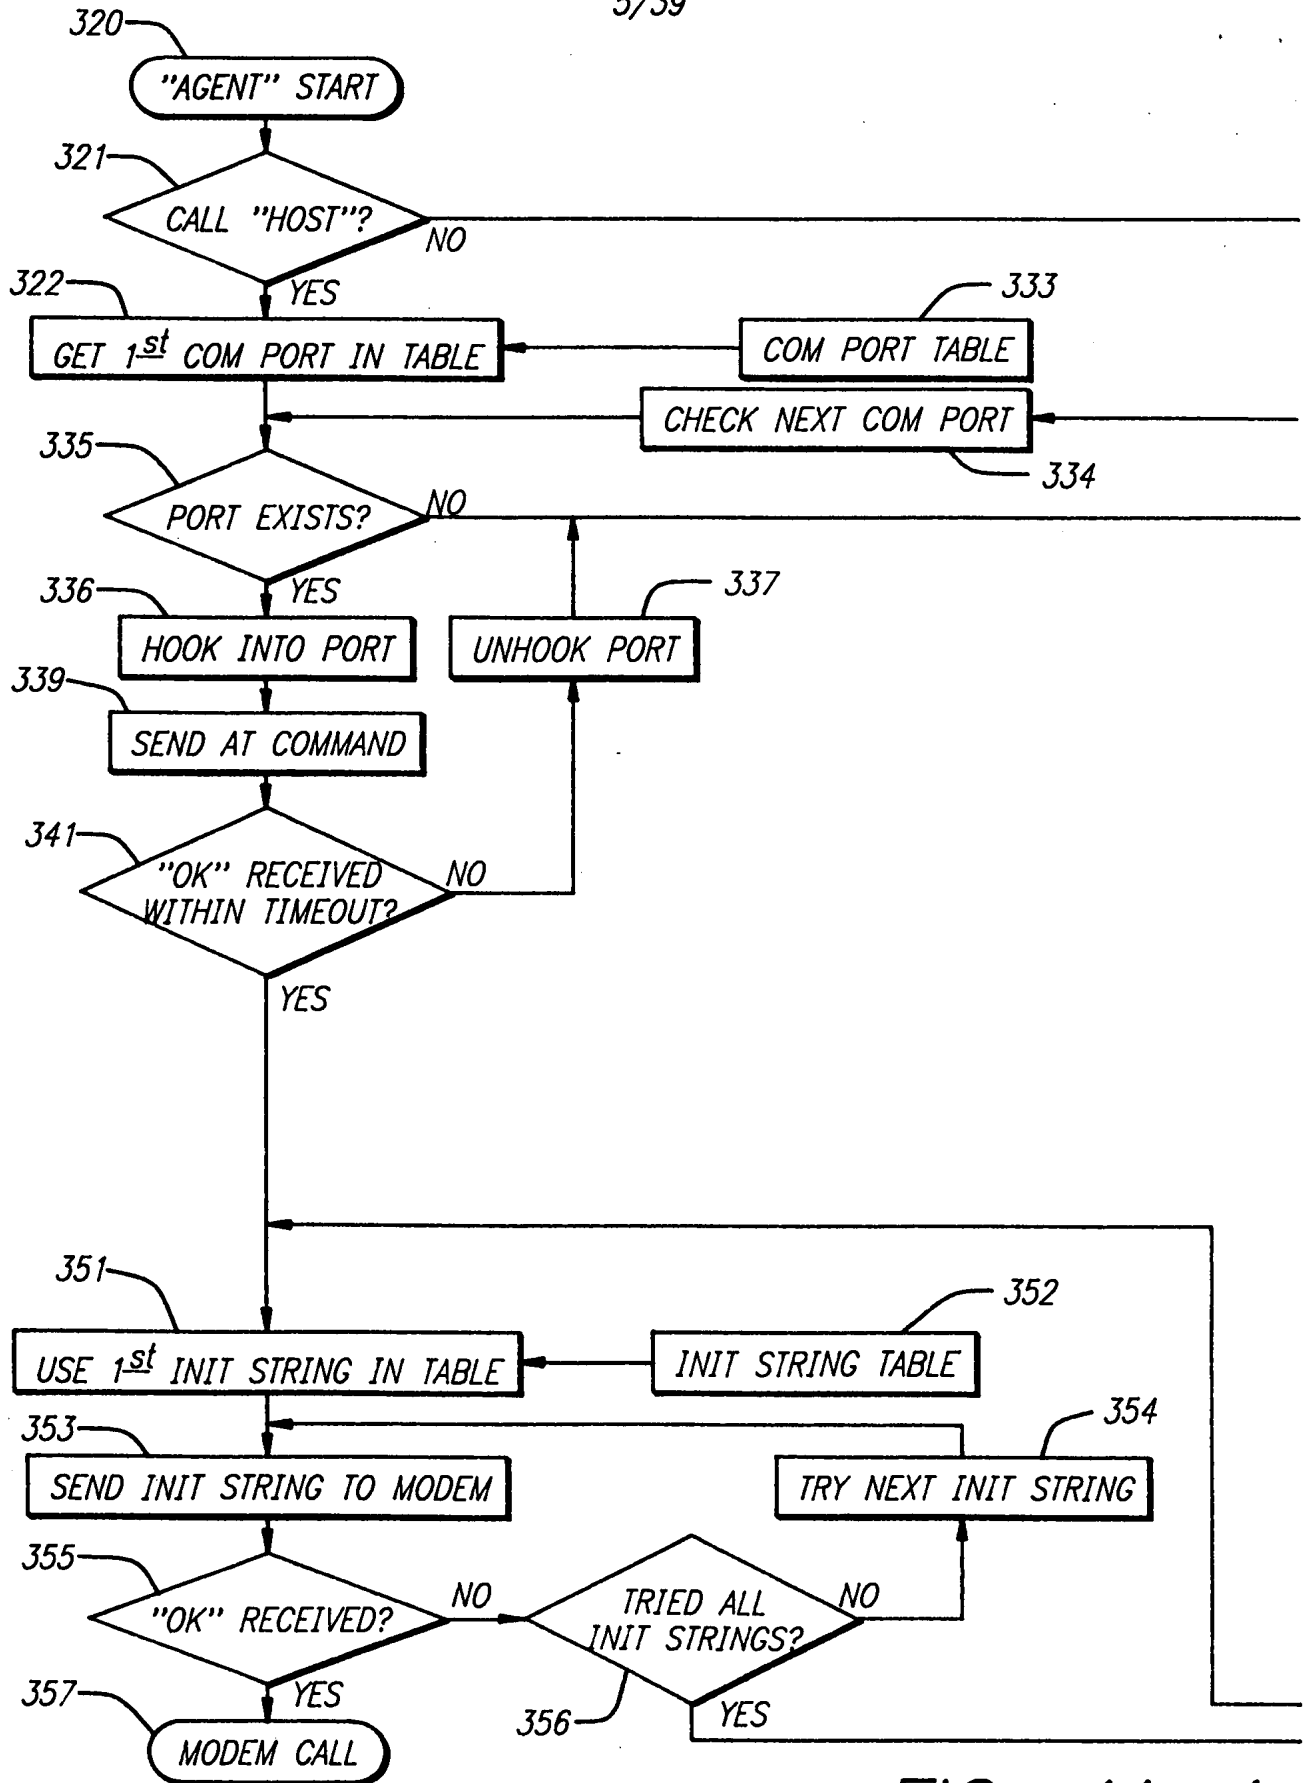 5/39
320
"AGENT" START
321
CALL "HOST"?
NO
YES
322
333
GET 1st COM PORT IN TABLE
COM PORT TABLE
CHECK NEXT COM PORT
334
335
PORT EXISTS?
NO
YES
336
337
HOOK INTO PORT
UNHOOK PORT
339
SEND AT COMMAND
341
"OK" RECEIVED
WITHIN TIMEOUT?
NO
YES
351
352
USE 1st INIT STRING IN TABLE
INIT STRING TABLE
353
354
SEND INIT STRING TO MODEM
TRY NEXT INIT STRING
355
"OK" RECEIVED?
NO
TRIED ALL
INIT STRINGS?
NO
YES
356
YES
357
MODEM CALL